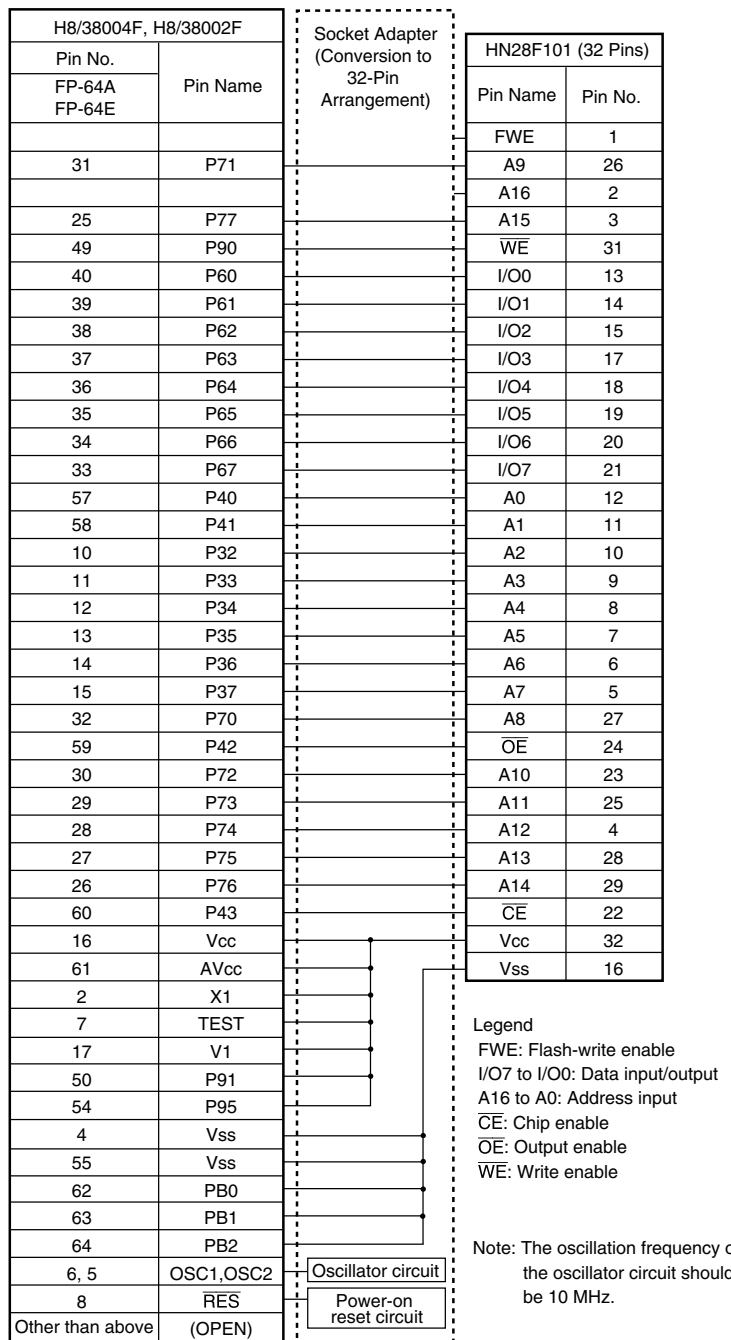 H8/38004F, H8/38002F
Pin No.
FP-64A
FP-64E
Pin Name
Socket Adapter
(Conversion to
32-Pin
Arrangement)
HN28F101 (32 Pins)
Pin Name Pin No.
FWE 1
31 P71 A9 26
A16 2
25 P77 A15 3
49 P90 WE 31
40 P60 I/O0 13
39 P61 I/O1 14
38 P62 I/O2 15
37 P63 I/O3 17
36 P64 I/O4 18
35 P65 I/O5 19
34 P66 I/O6 20
33 P67 I/O7 21
57 P40 A0 12
58 P41 A1 11
10 P32 A2 10
11 P33 A3 9
12 P34 A4 8
13 P35 A5 7
14 P36 A6 6
15 P37 A7 5
32 P70 A8 27
59 P42 OE 24
30 P72 A10 23
29 P73 A11 25
28 P74 A12 4
27 P75 A13 28
26 P76 A14 29
60 P43 CE 22
16 Vcc Vcc 32
61 AVcc Vss 16
2 X1
7 TEST
17 V1
50 P91
54 P95
4 Vss
55 Vss
62 PB0
63 PB1
64 PB2
6, 5 OSC1,OSC2 Oscillator circuit
8 RES Power-on
reset circuit
Other than above (OPEN)
Legend
FWE: Flash-write enable
I/O7 to I/O0: Data input/output
A16 to A0: Address input
CE: Chip enable
OE: Output enable
WE: Write enable
Note: The oscillation frequency o
the oscillator circuit should
be 10 MHz.